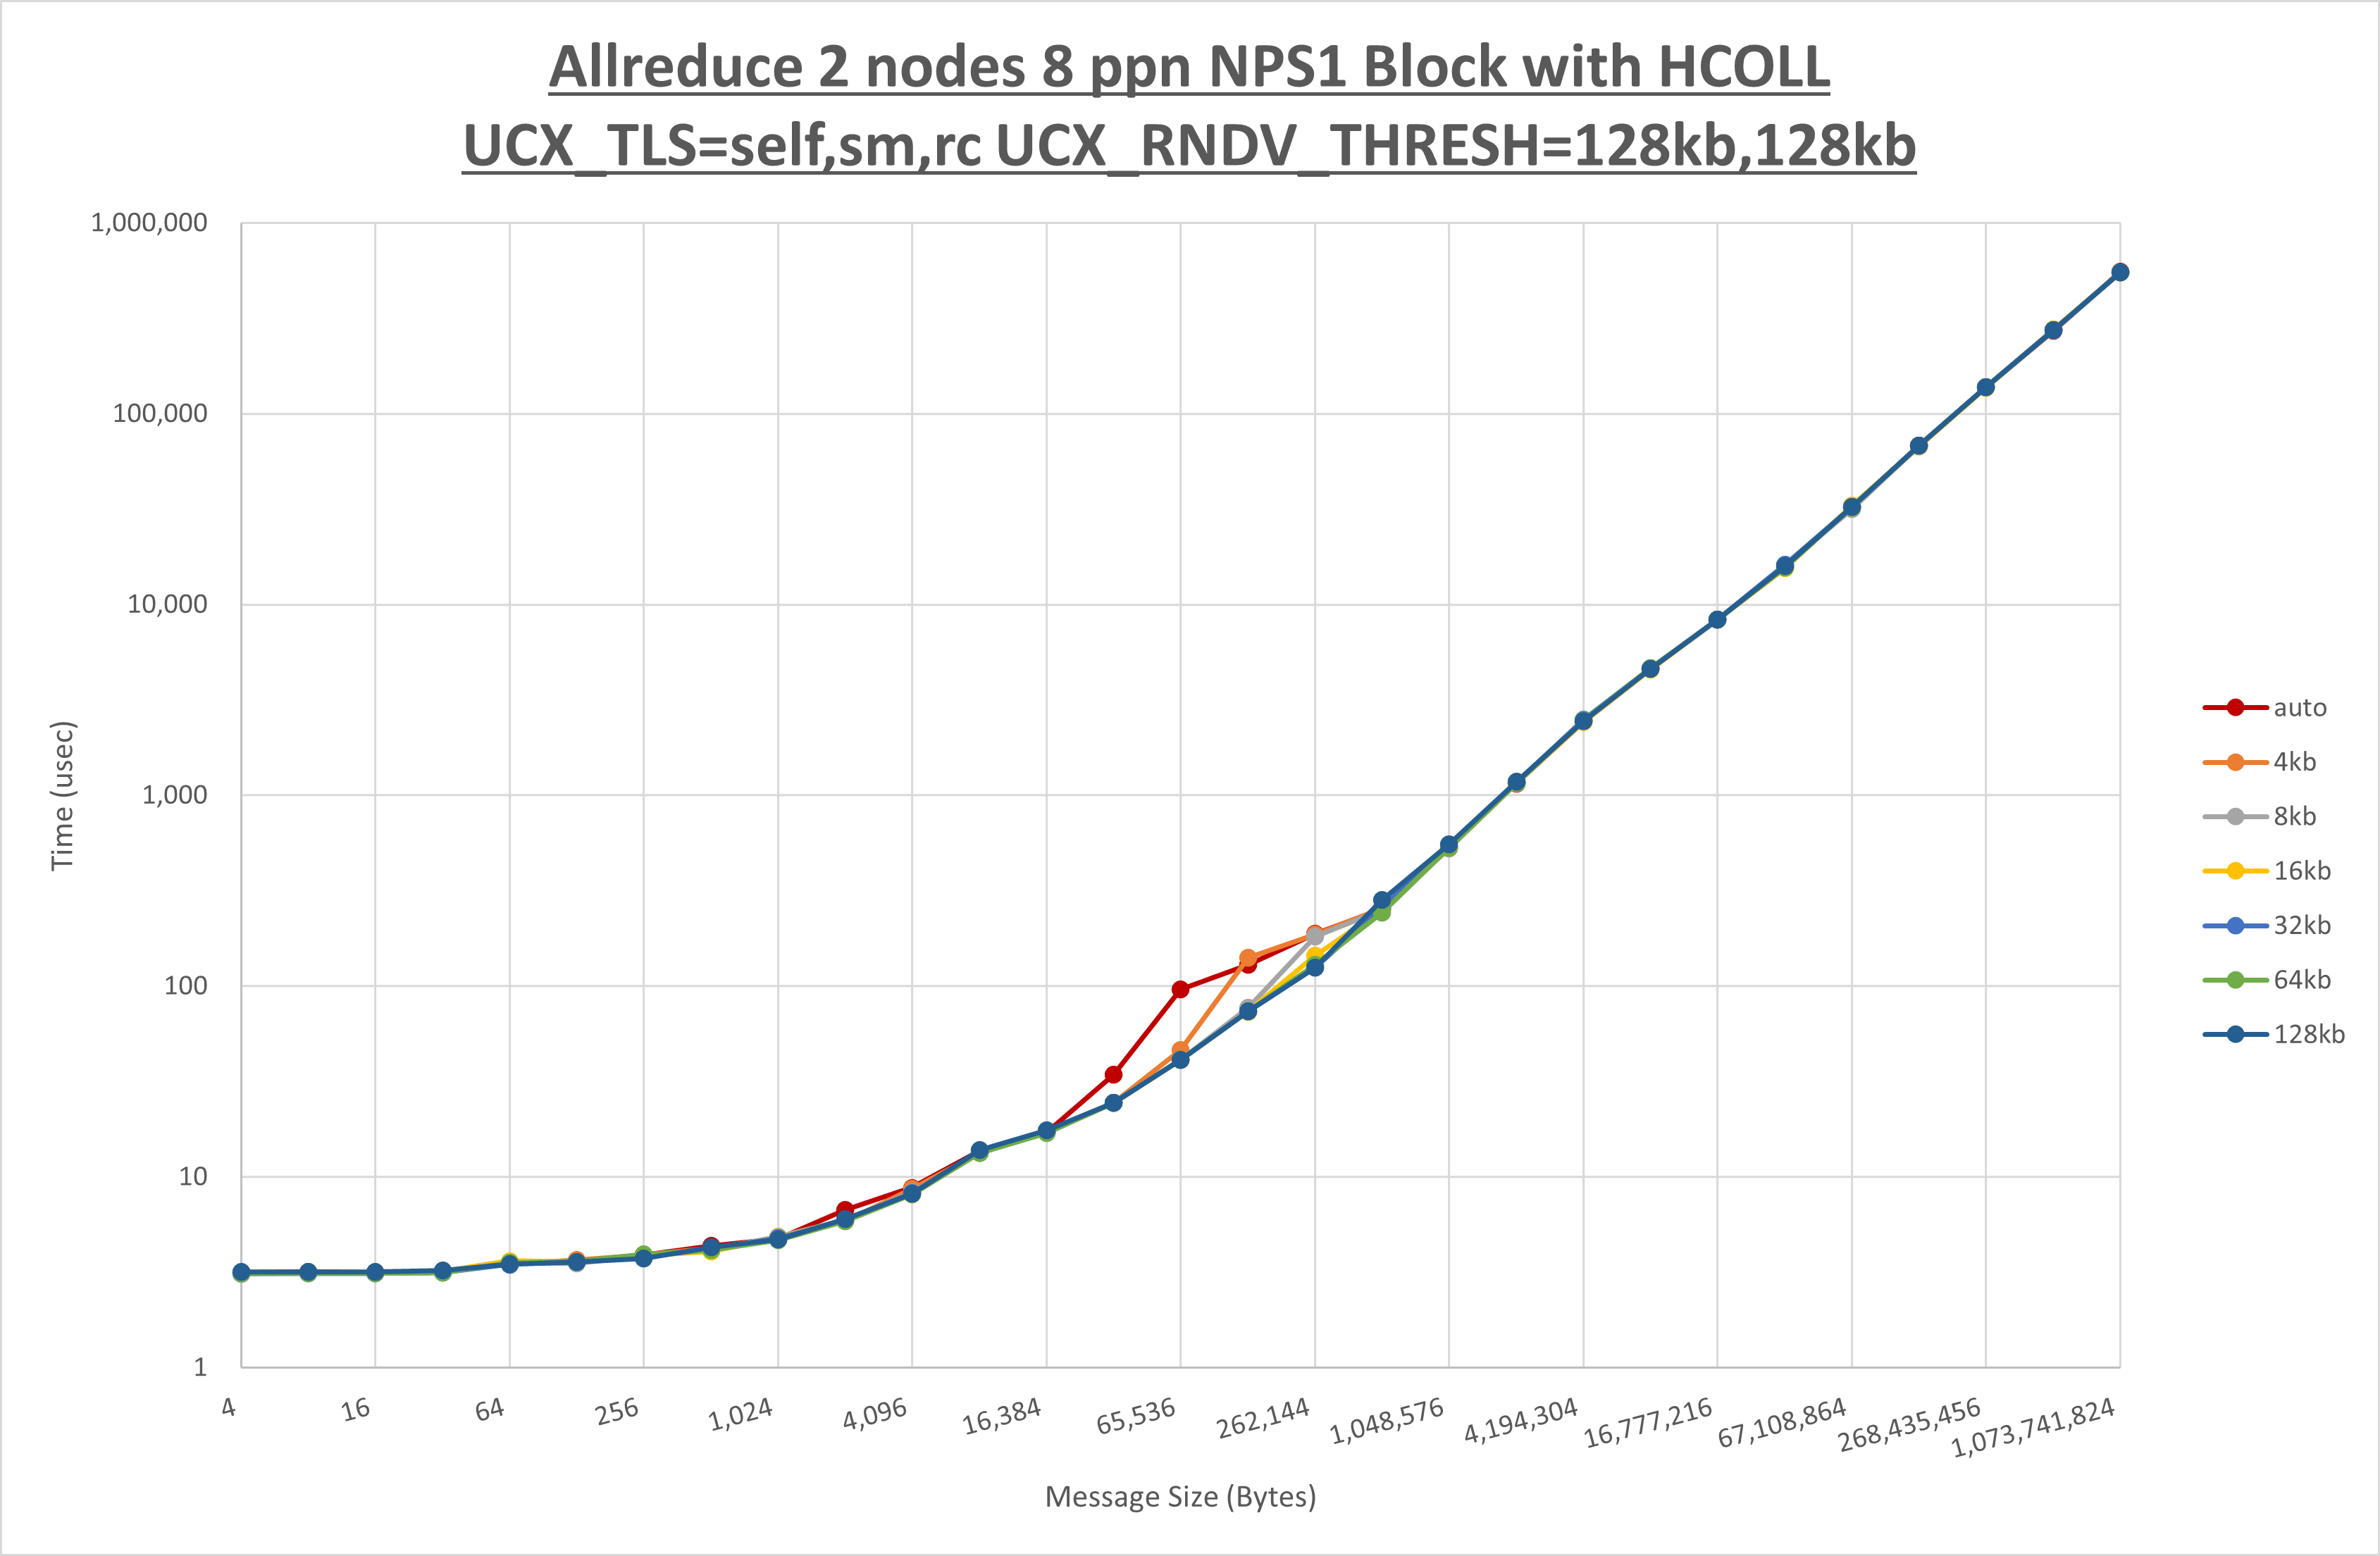 Allreduce 2 nodes 8 ppn NPS1 Block with HCOLL
UCX_TLS=self,sm,rc UCX_RNDV_THRESH=128kb,128kb
1,000,000
100,000
10,000
1,000
100
10
1
Time (usec)
4
16
64
256
1,024
4,096
16,384
65,536
262,144
1,048,576
4,194,304
16,777,216
67,108,864
268,435,456
1,073,741,824
Message Size (Bytes)
auto
4kb
8kb
16kb
32kb
64kb
128kb